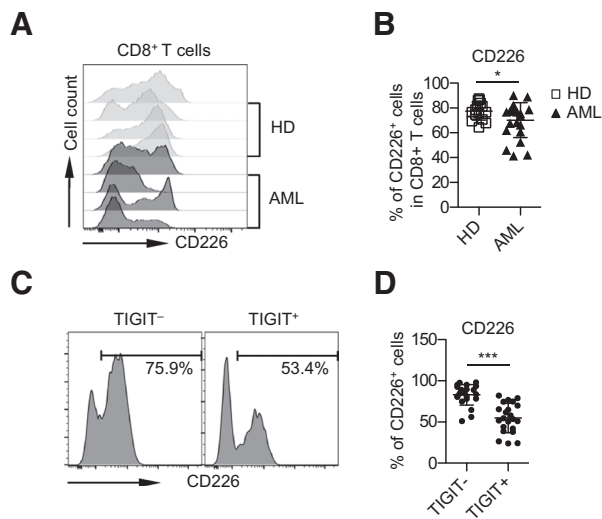 A
CD8⁺ T cells
Cell count
HD
AML
CD226
B
CD226
*
HD
AML
% of CD226⁺ cells
in CD8+ T cells
100
80
60
40
20
0
HD
AML
C
TIGIT⁻
TIGIT⁺
75.9%
53.4%
CD226
D
CD226
***
% of CD226⁺ cells
150
100
50
0
TIGIT-
TIGIT+